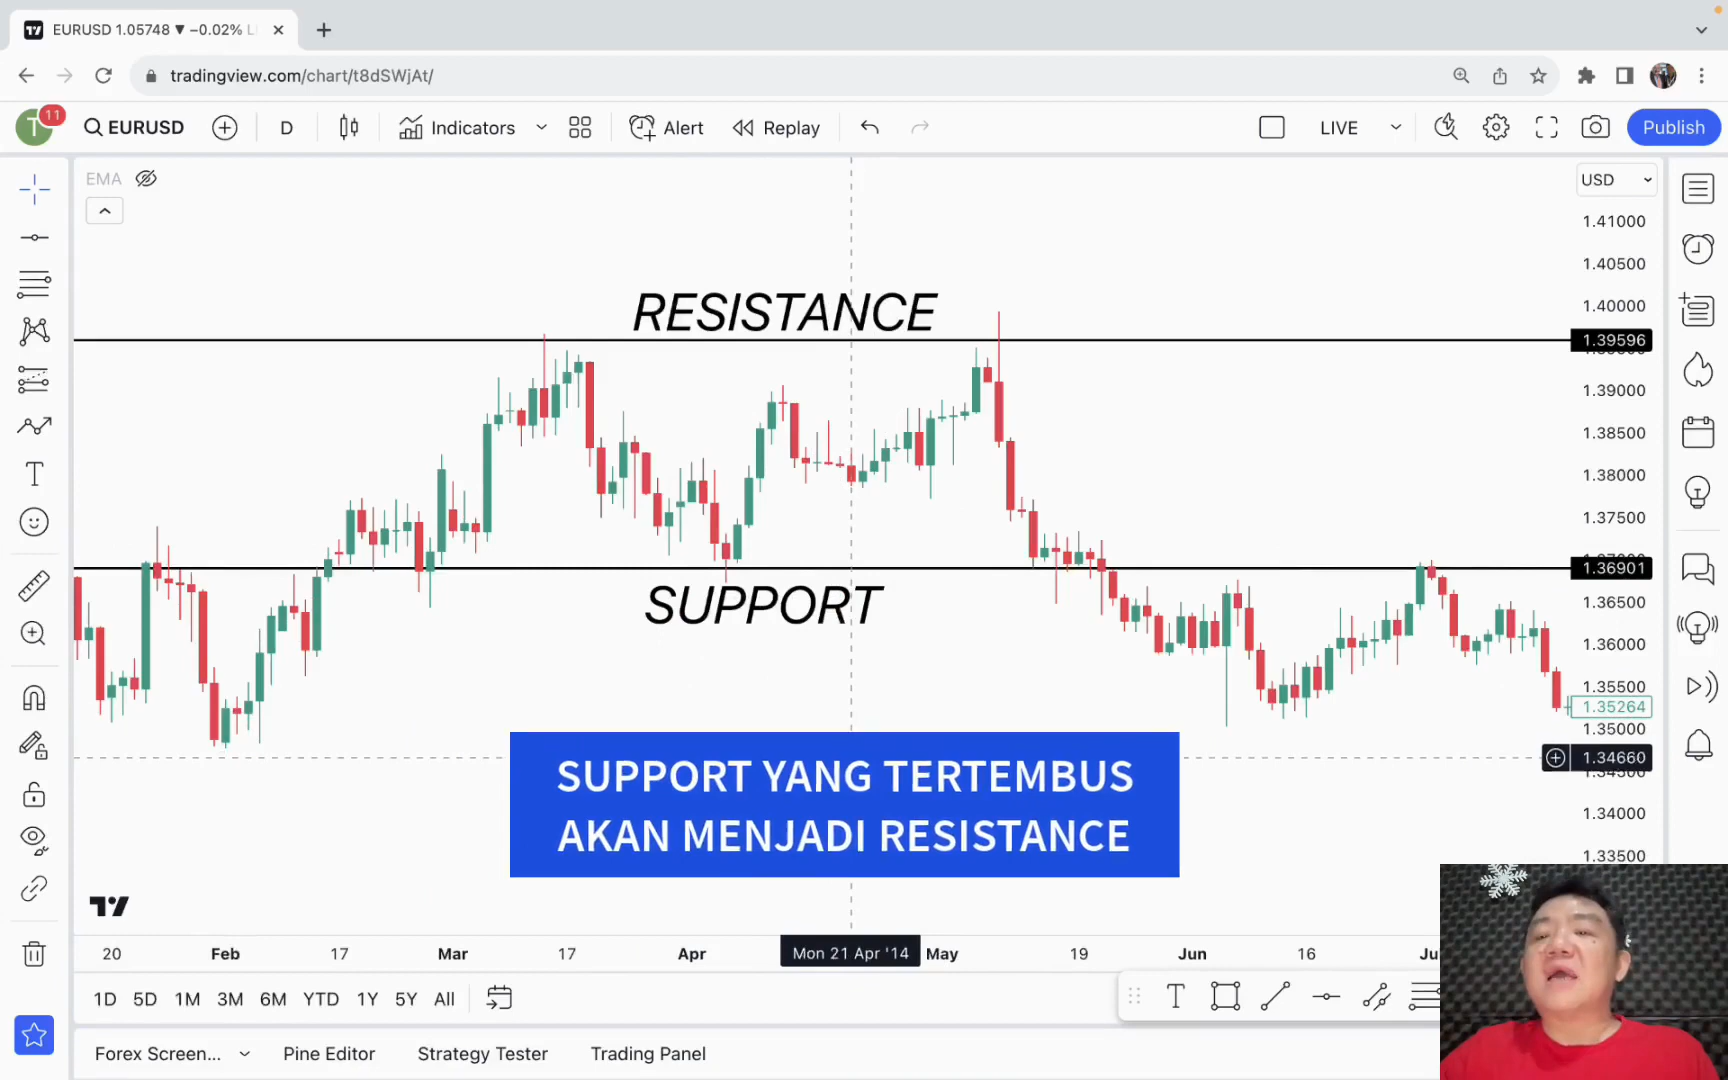 EURUSD 1.05748 ▼ −0.02%
tradingview.com/chart/t8dSWjAt/
T
11
EURUSD
D
Indicators
Alert
Replay
LIVE
Publish
EMA
USD
1.41000
1.40500
1.40000
RESISTANCE
1.39596
1.39000
1.38500
1.38000
1.37500
1.36901
SUPPORT
1.36500
1.36000
1.35500
1.35264
1.35000
1.34660
SUPPORT YANG TERTEMBUS
AKAN MENJADI RESISTANCE
1.34000
1.33500
20 Feb 17 Mar 17 Apr Mon 21 Apr '14 May 19 Jun 16 Ju
1D 5D 1M 3M 6M YTD 1Y 5Y All
Forex Screen... Pine Editor Strategy Tester Trading Panel